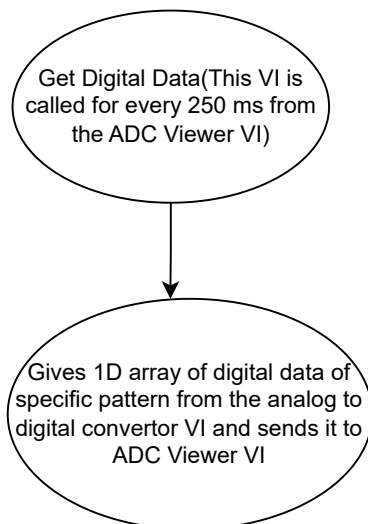 Get Digital Data(This VI is
called for every 250 ms from
the ADC Viewer VI)
Gives 1D array of digital data of
specific pattern from the analog to
digital convertor VI and sends it to
ADC Viewer VI